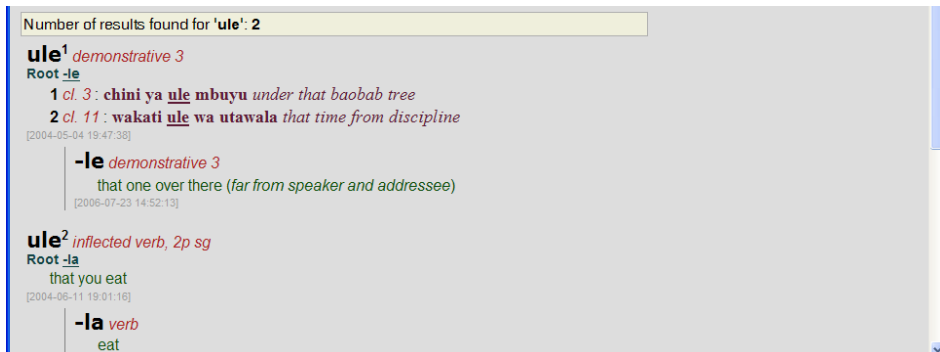 Number of results found for 'ule': 2
ule¹ demonstrative 3
Root -le
1 cl. 3 : chini ya ule mbuyu under that baobab tree
2 cl. 11 : wakati ule wa utawala that time from discipline
[2004-05-04 19:47:38]
-le demonstrative 3
that one over there (far from speaker and addressee)
[2006-07-23 14:52:13]
ule² inflected verb, 2p sg
Root -la
that you eat
[2004-06-11 19:01:16]
-la verb
eat